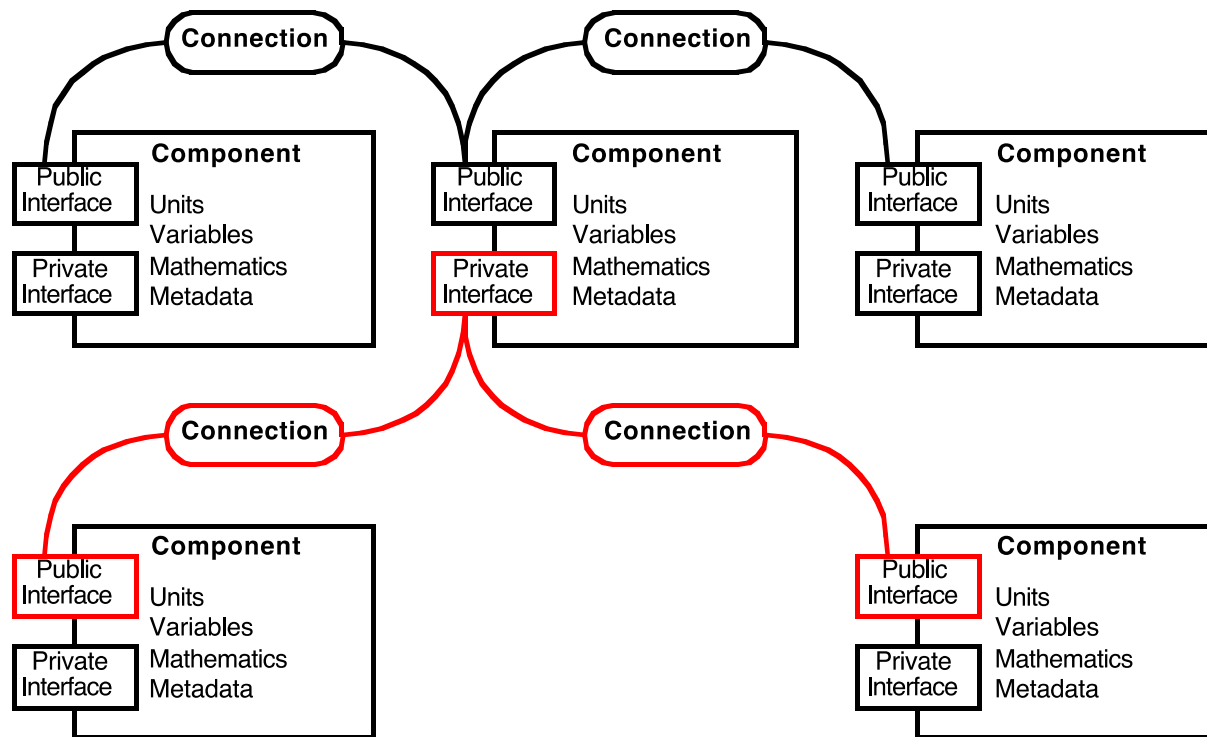 Connection
Connection
Component
Public
Interface
Units
Variables
Private
Interface
Mathematics
Metadata
Component
Public
Interface
Units
Variables
Private
Interface
Mathematics
Metadata
Component
Public
Interface
Units
Variables
Private
Interface
Mathematics
Metadata
Connection
Connection
Component
Public
Interface
Units
Variables
Private
Interface
Mathematics
Metadata
Component
Public
Interface
Units
Variables
Private
Interface
Mathematics
Metadata